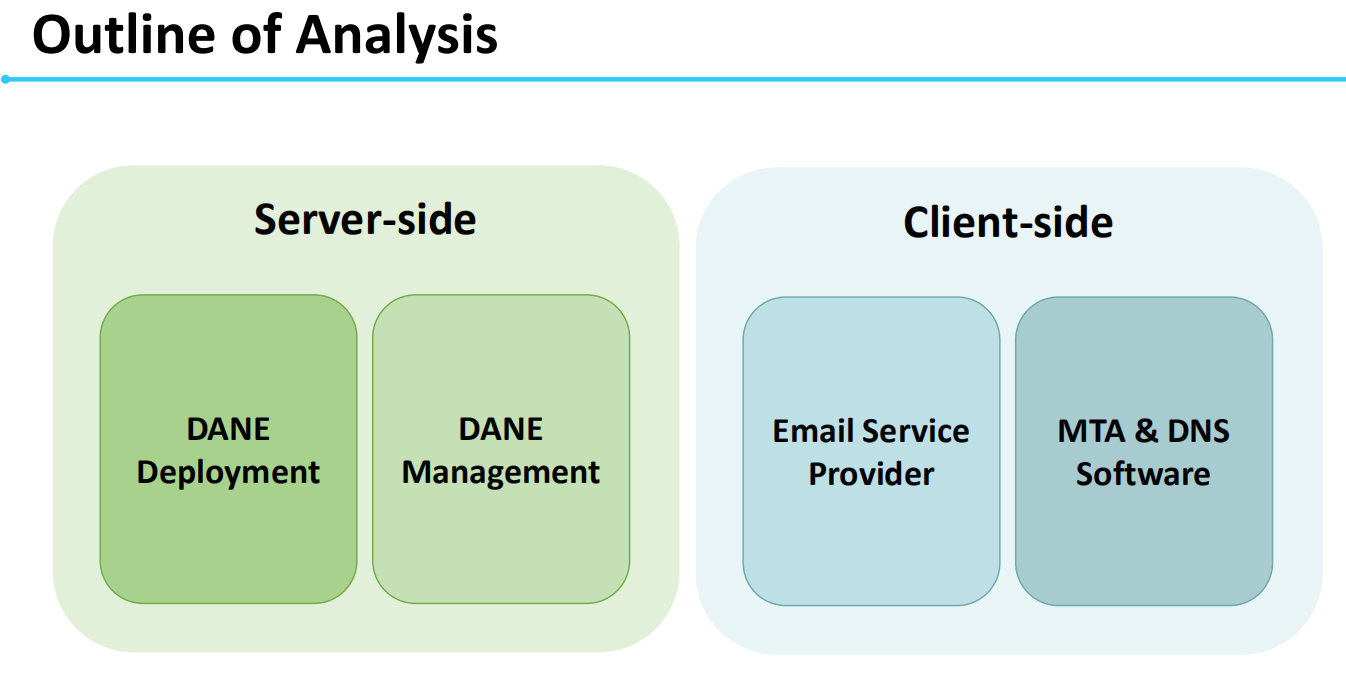 Outline of Analysis
Server-side
DANE
Deployment
DANE
Management
Client-side
Email Service
Provider
MTA & DNS
Software